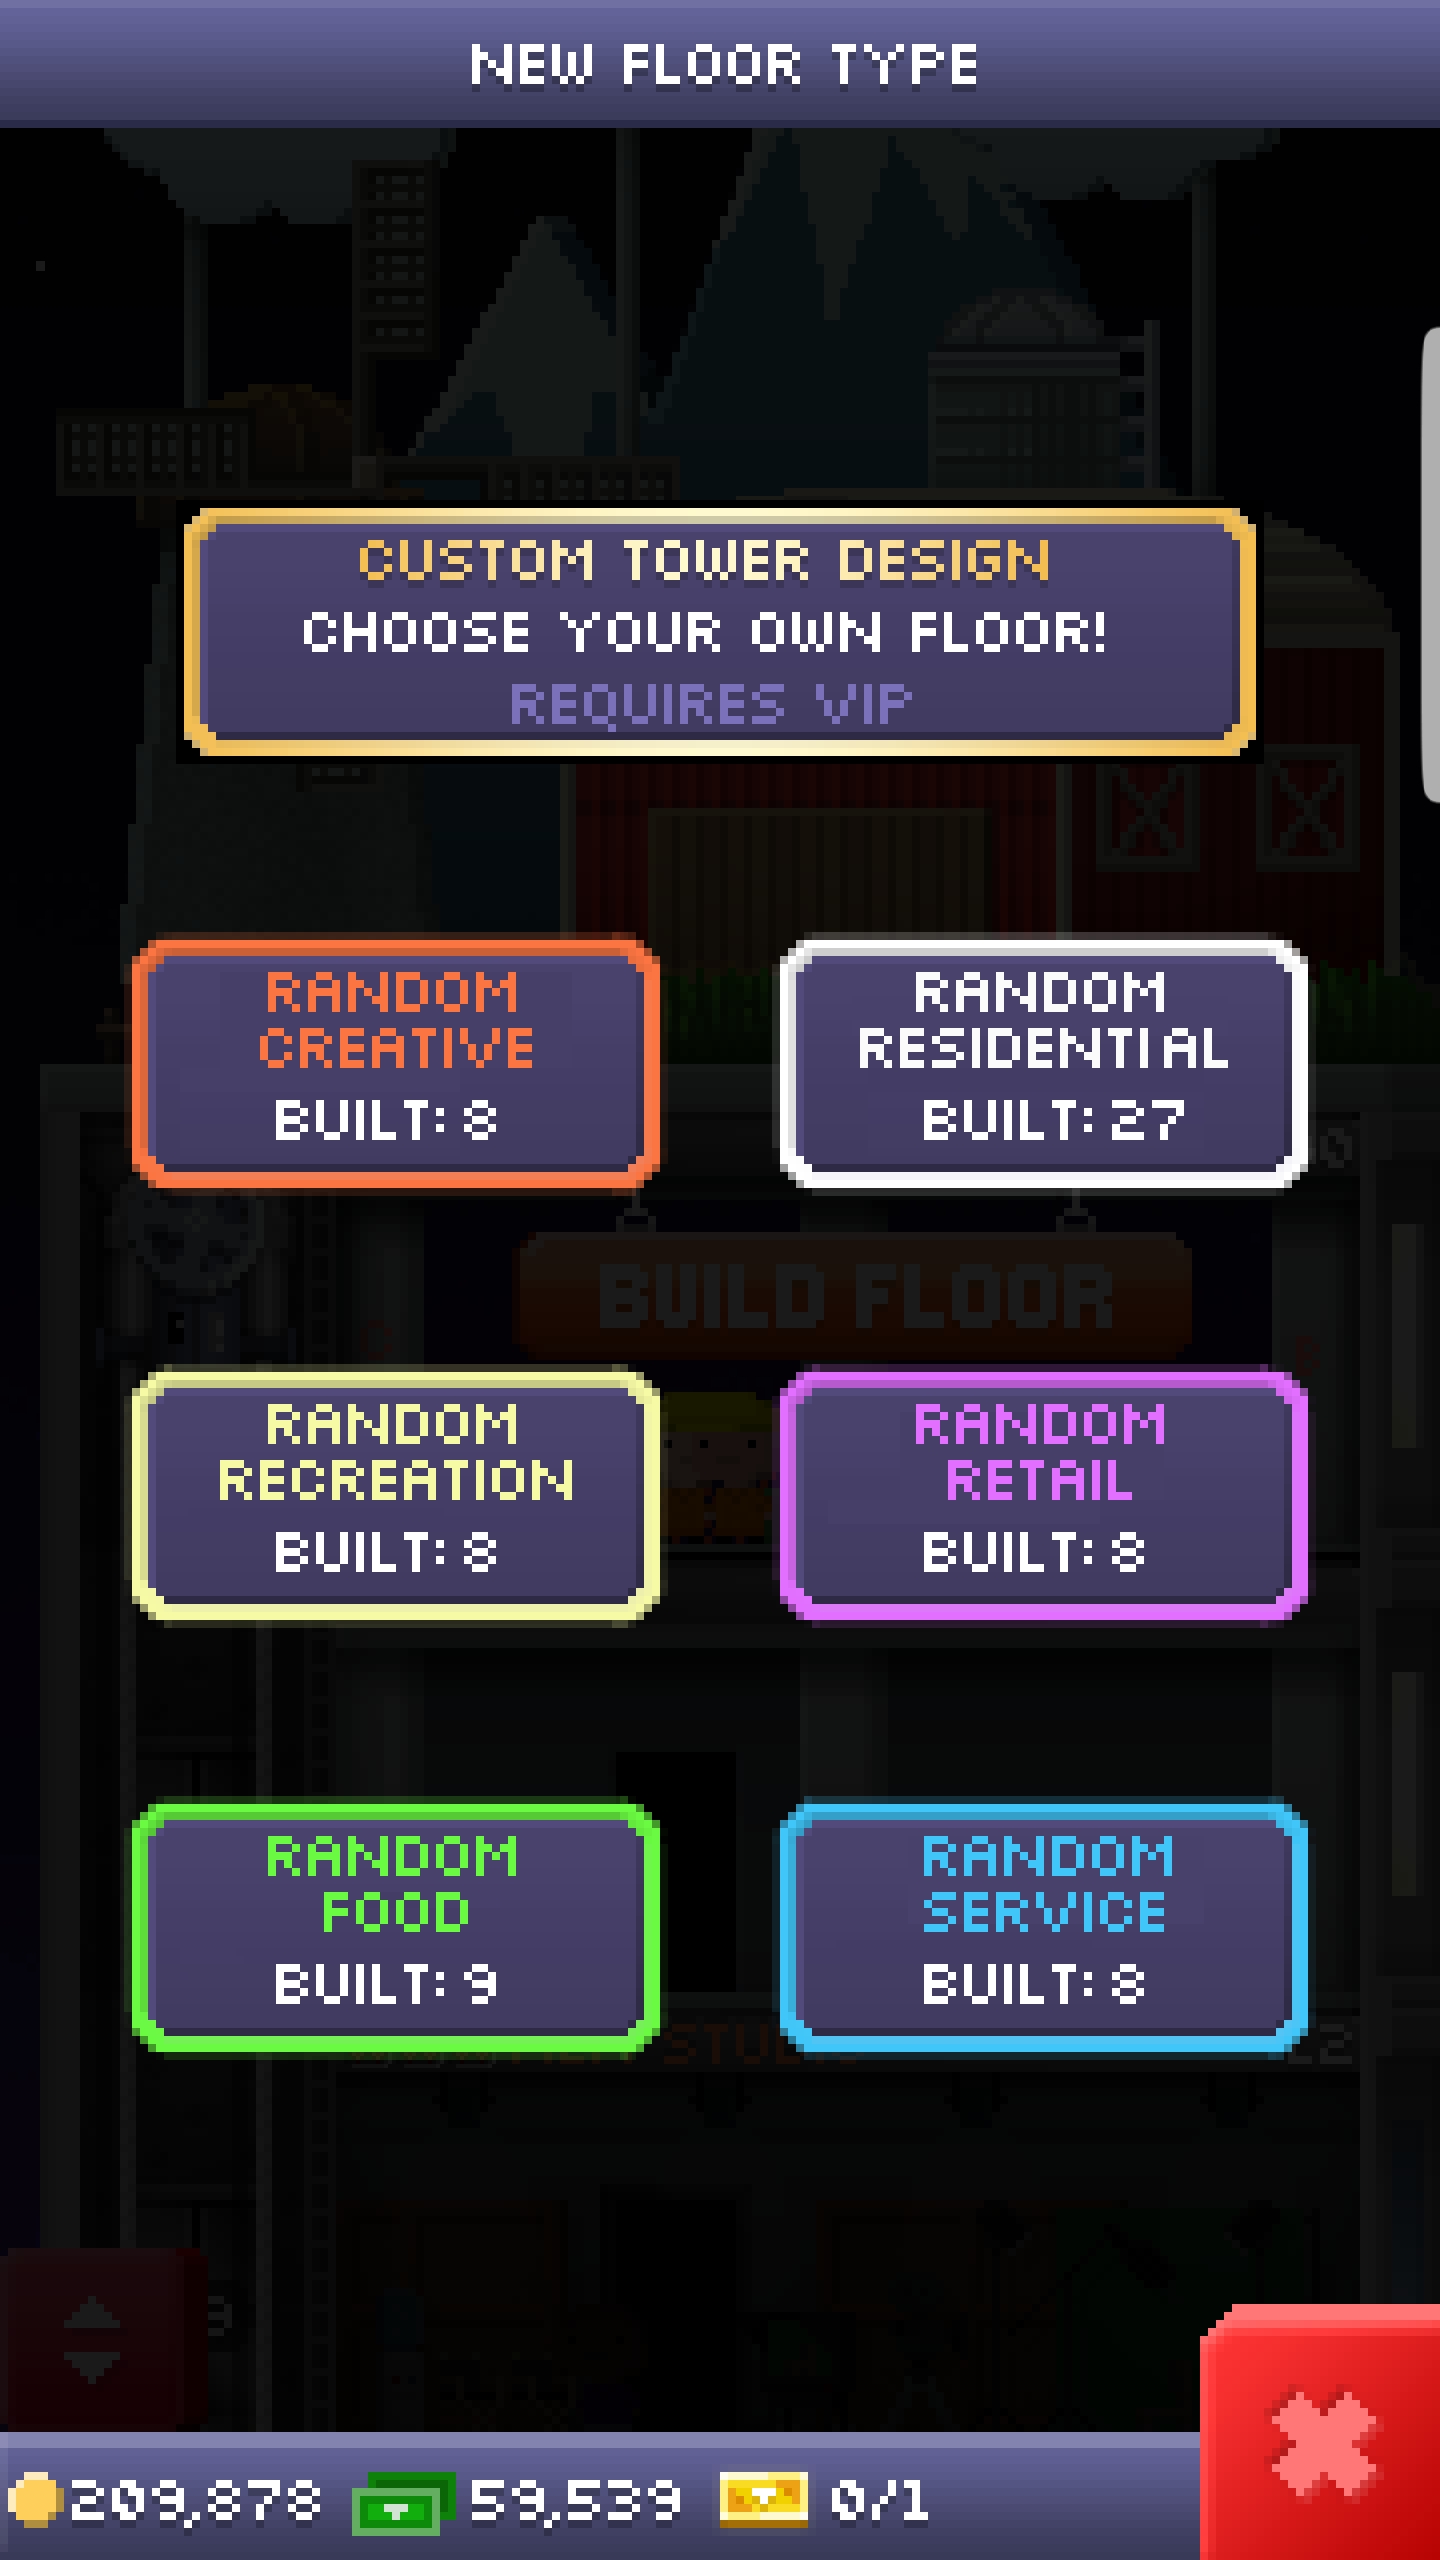 NEW FLOOR TYPE
CUSTOM TOWER DESIGN
CHOOSE YOUR OWN FLOOR!
REQUIRES VIP
RANDOM
CREATIVE
BUILT: 8
RANDOM
RESIDENTIAL
BUILT: 27
BUILD FLOOR
RANDOM
RECREATION
BUILT: 8
RANDOM
RETAIL
BUILT: 8
RANDOM
FOOD
BUILT: 9
RANDOM
SERVICE
BUILT: 8
209,878
59,539
0/1